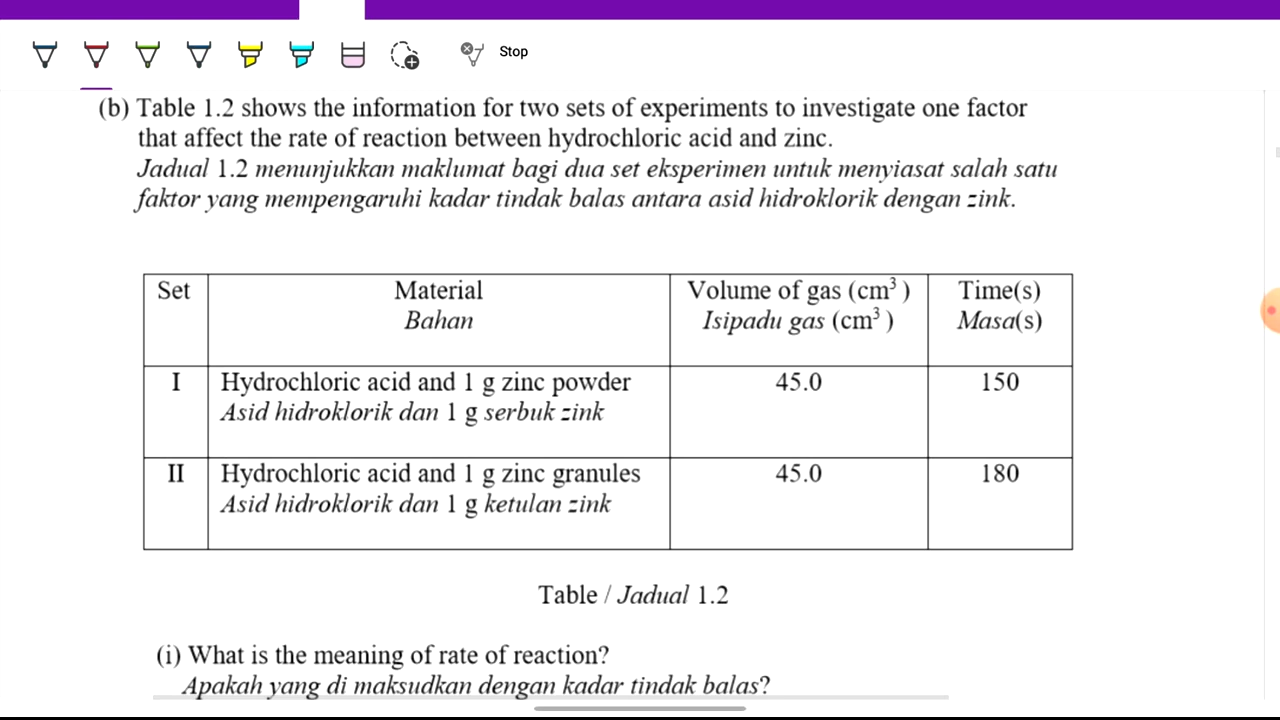 Stop
(b) Table 1.2 shows the information for two sets of experiments to investigate one factor
that affect the rate of reaction between hydrochloric acid and zinc.
Jadual 1.2 menunjukkan maklumat bagi dua set eksperimen untuk menyiasat salah satu
faktor yang mempengaruhi kadar tindak balas antara asid hidroklorik dengan zink.
Set Material Volume of gas (cm³) Time(s)
Bahan Isipadu gas (cm³) Masa(s)
I Hydrochloric acid and 1 g zinc powder 45.0 150
Asid hidroklorik dan 1 g serbuk zink
II Hydrochloric acid and 1 g zinc granules 45.0 180
Asid hidroklorik dan 1 g ketulan zink
Table / Jadual 1.2
(i) What is the meaning of rate of reaction?
Apakah yang di maksudkan dengan kadar tindak balas?